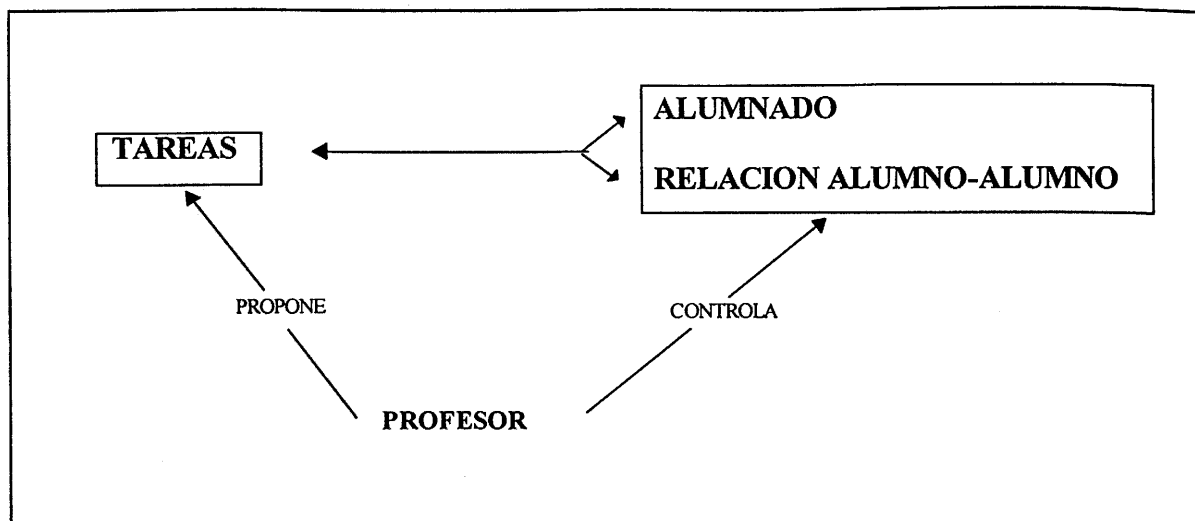 ALUMNADO
TAREAS
RELACION ALUMNO-ALUMNO
PROPONE
CONTROLA
PROFESOR